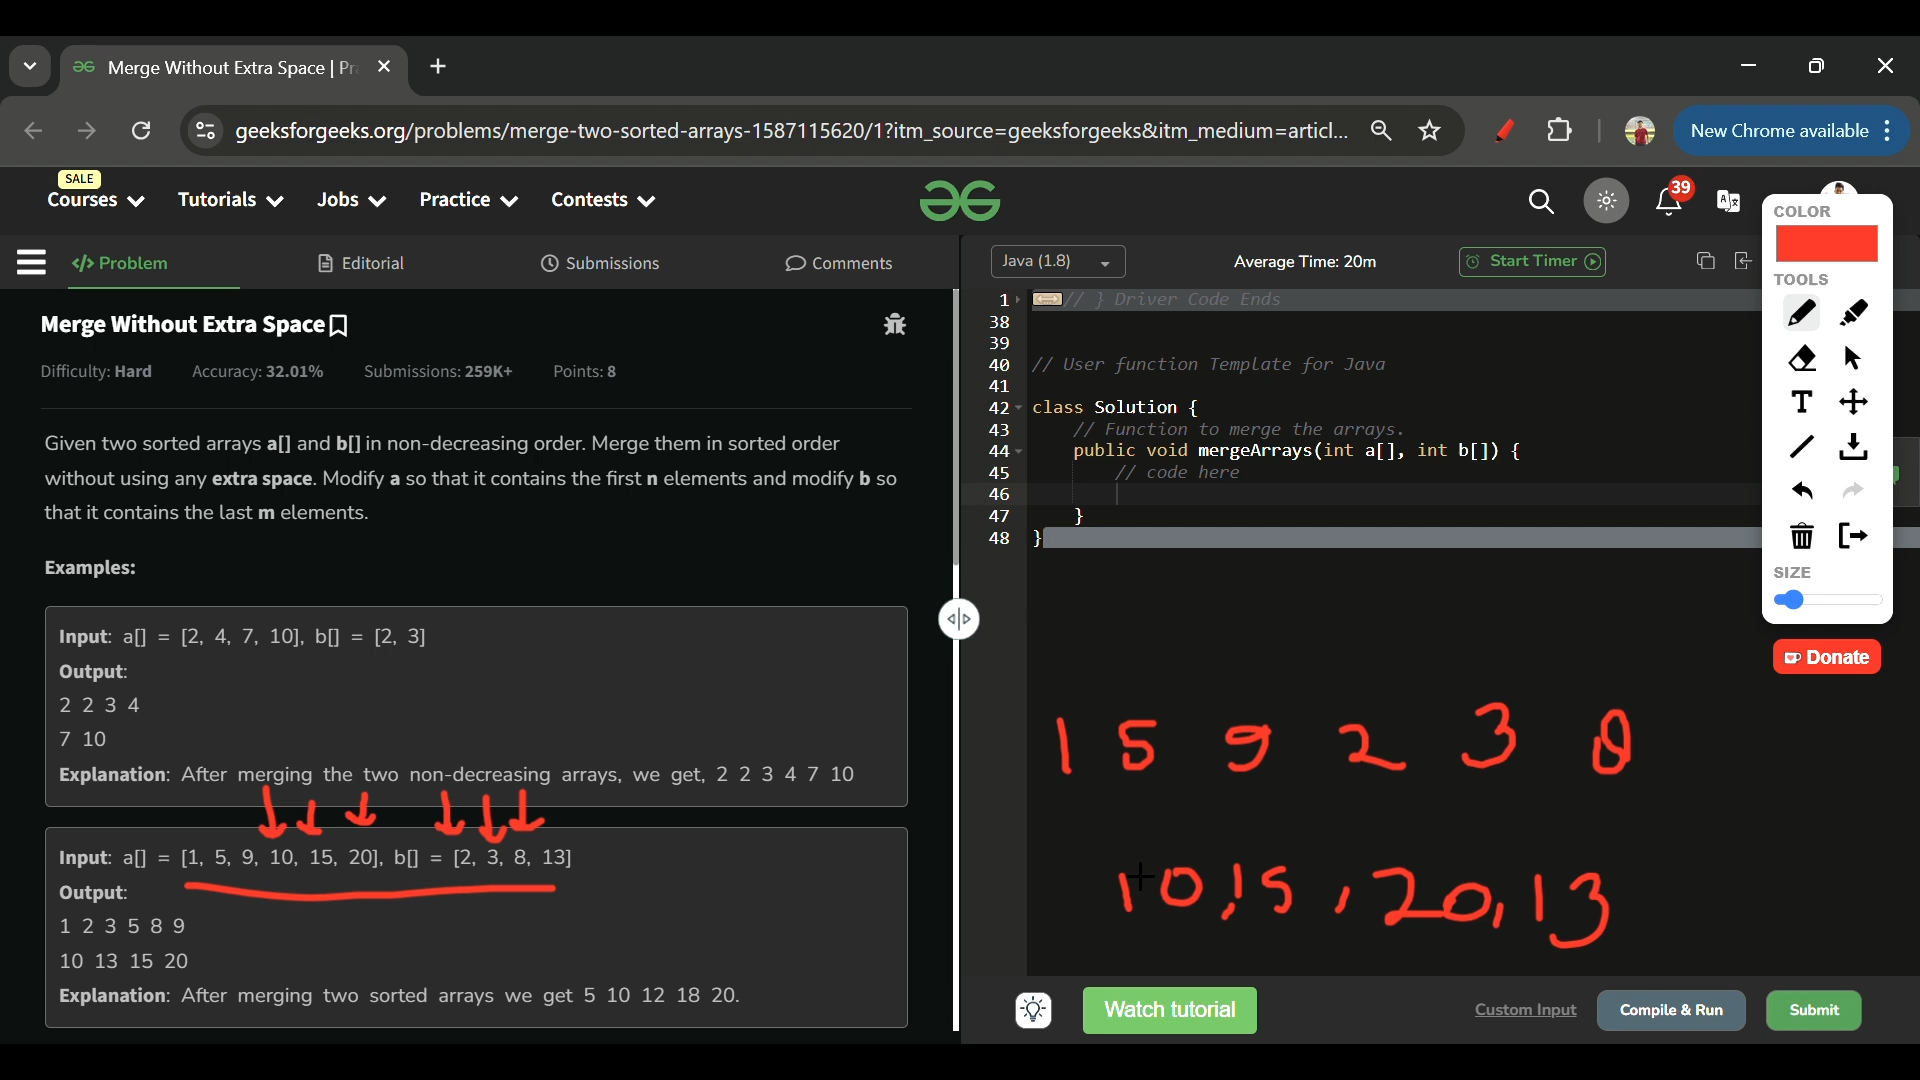 Merge Without Extra Space | Pr
geeksforgeeks.org/problems/merge-two-sorted-arrays-1587115620/1?itm_source=geeksforgeeks&itm_medium=articl...
New Chrome available
SALE
Courses Tutorials Jobs Practice Contests
39
COLOR
TOOLS
SIZE
Donate
</> Problem Editorial Submissions Comments
Merge Without Extra Space
Difficulty: Hard Accuracy: 32.01% Submissions: 259K+ Points: 8
Given two sorted arrays a[] and b[] in non-decreasing order. Merge them in sorted order
without using any extra space. Modify a so that it contains the first n elements and modify b so
that it contains the last m elements.
Examples:
Input: a[] = [2, 4, 7, 10], b[] = [2, 3]
Output:
2 2 3 4
7 10
Explanation: After merging the two non-decreasing arrays, we get, 2 2 3 4 7 10
Input: a[] = [1, 5, 9, 10, 15, 20], b[] = [2, 3, 8, 13]
Output:
1 2 3 5 8 9
10 13 15 20
Explanation: After merging two sorted arrays we get 5 10 12 18 20.
Java (1.8) Average Time: 20m Start Timer
1 // } Driver Code Ends
38
39
40 // User function Template for Java
41
42 class Solution {
43 // Function to merge the arrays.
44 public void mergeArrays(int a[], int b[]) {
45 // code here
46
47 }
48 }
1 5 9 2 3 8
10,15,20,13
Watch tutorial Custom Input Compile & Run Submit